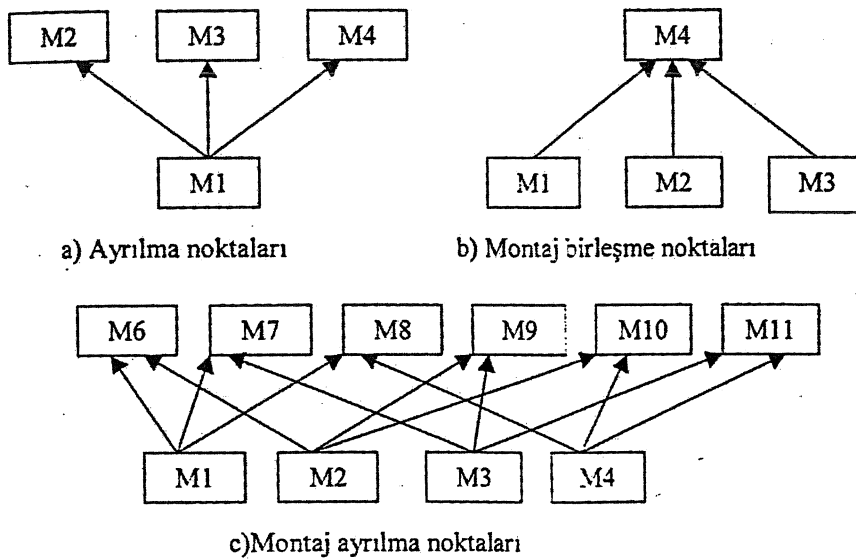 M2 M3 M4 M4
M1 M1 M2 M3
a) Ayrılma noktaları b) Montaj birleşme noktaları
M6 M7 M8 M9 M10 M11
M1 M2 M3 M4
c)Montaj ayrılma noktaları